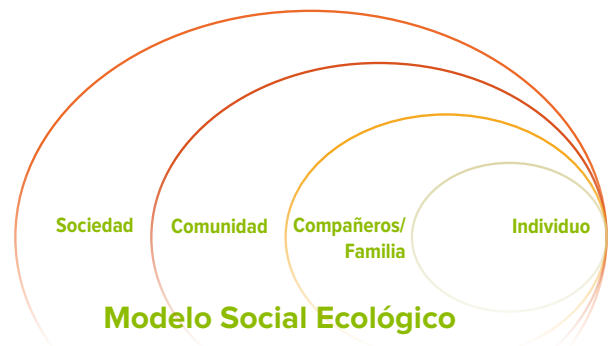 Sociedad
Comunidad
Compañeros/
Familia
Individuo
Modelo Social Ecológico